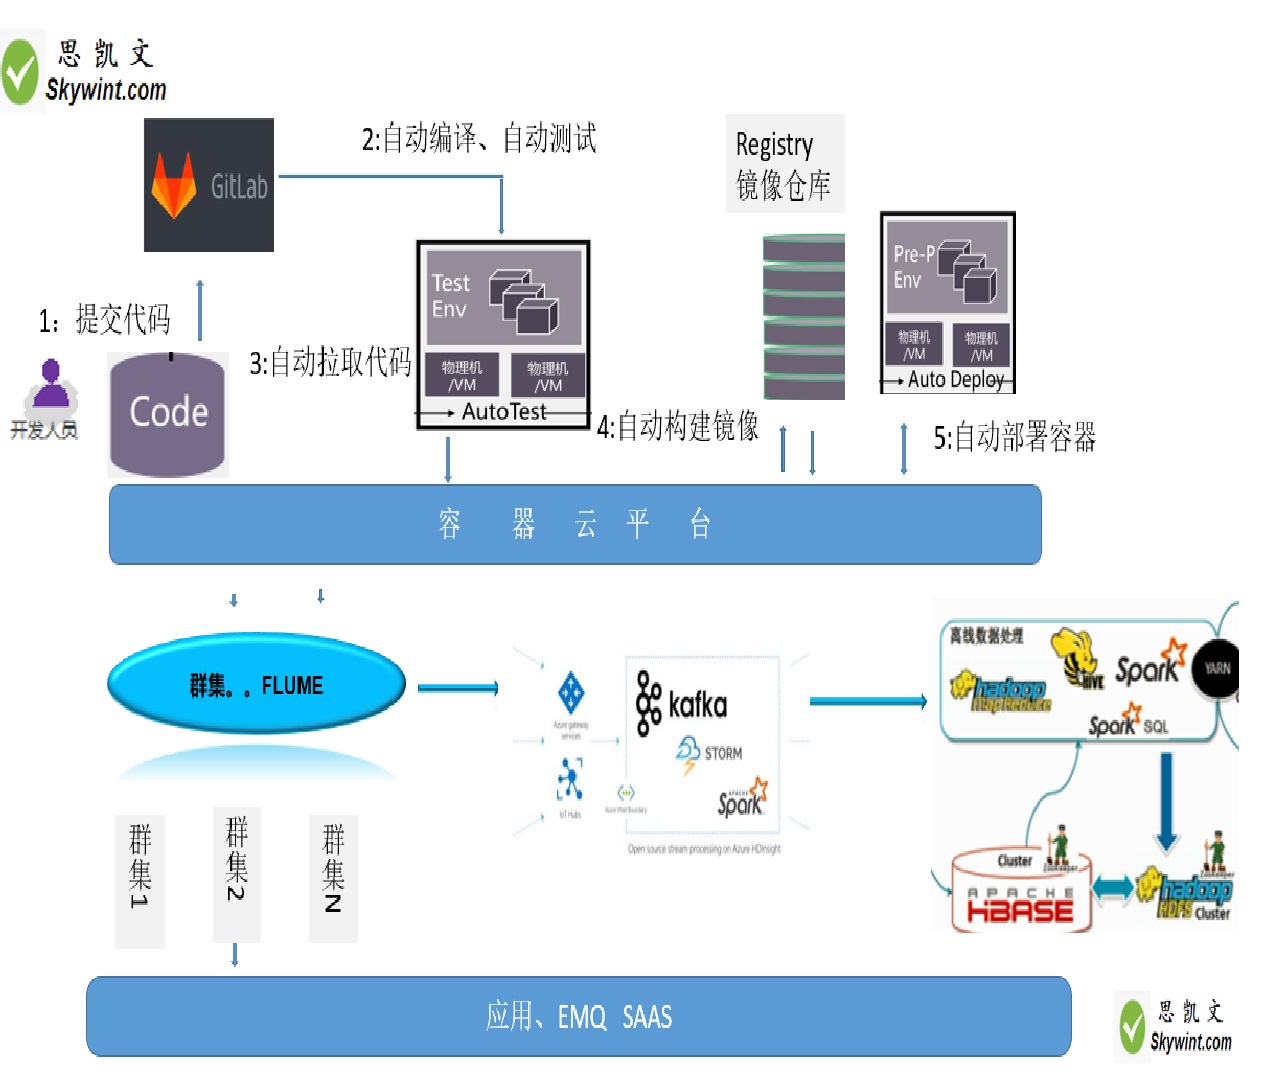 思凯文
Skywint.com
GitLab
2:自动编译、自动测试
Registry
镜像仓库
Test
Env
物理机
/VM
物理机
/VM
AutoTest
Pre-P
Env
物理机
/VM
物理机
/VM
Auto Deploy
1：提交代码
开发人员
Code
3:自动拉取代码
4:自动构建镜像
5:自动部署容器
容器云平台
群集。。FLUME
Azure gateway
services
IoT Hubs
kafka
STORM
APACHE
Spark
Open source stream processing on Azure HDInsight
离线数据处理
hadoop
Map Reduce
HIVE
Spark
YARN
Spark SQL
Cluster
Zookeeper
APACHE
HBASE
Zookeeper
hadoop
HDFS Cluster
群集1
群集2
群集N
应用、EMQ SAAS
思凯文
Skywint.com